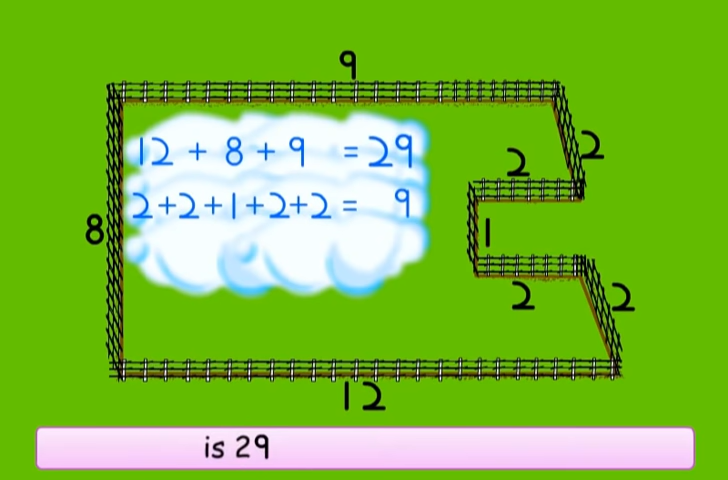 9
12 + 8 + 9 = 29
2
2
2+2+1+2+2 = 9
8
1
2
2
12
is 29